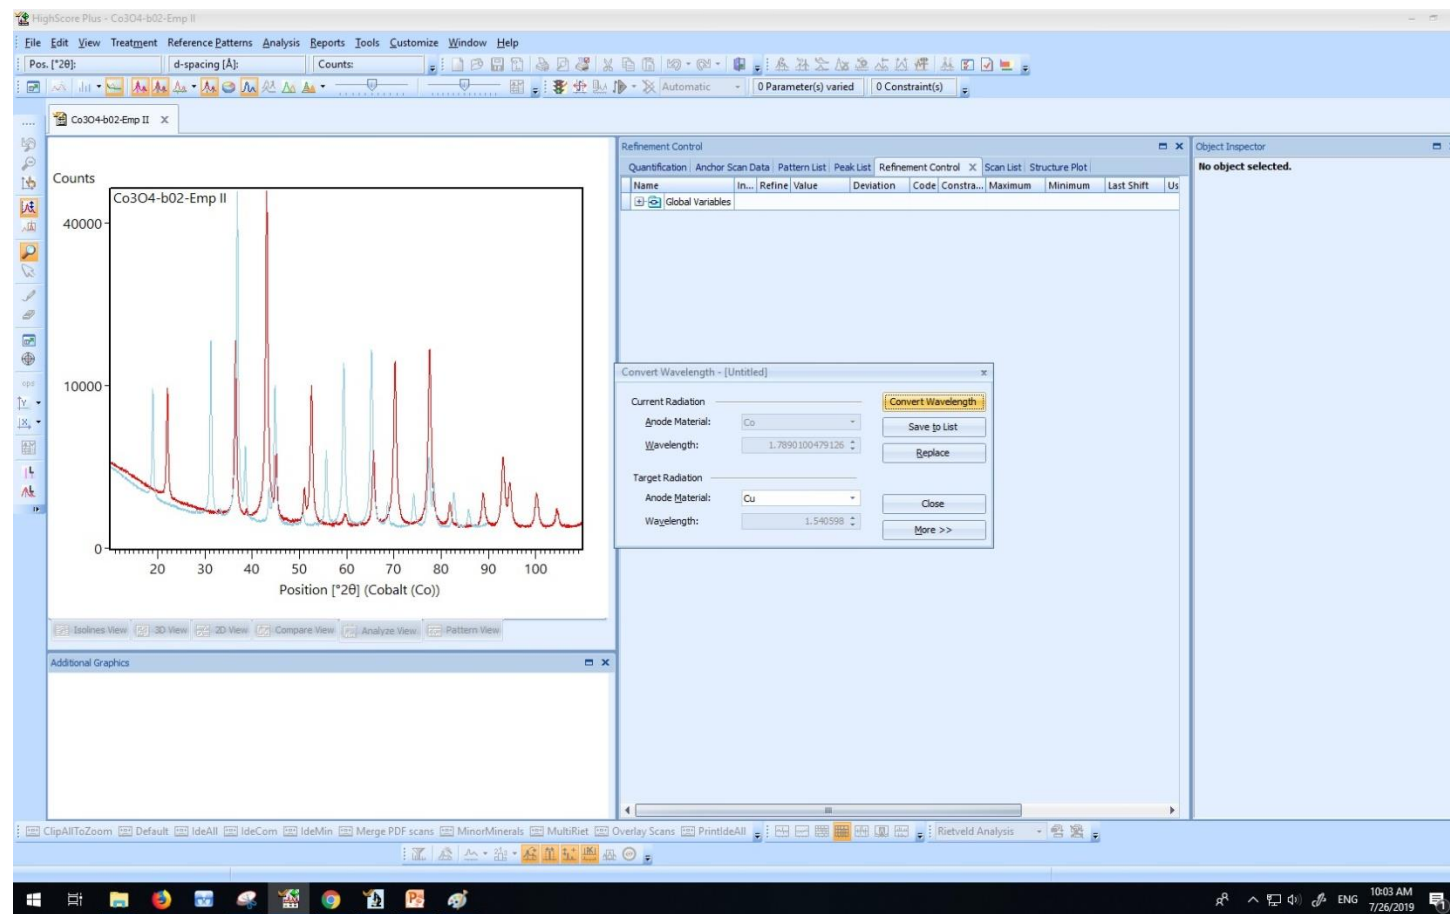 HighScore Plus - Co3O4-b02-Emp II
File Edit View Treatment Reference Patterns Analysis Reports Tools Customize Window Help
Pos. [°2θ]: d-spacing [Å]: Counts:
Automatic 0 Parameter(s) varied 0 Constraint(s)
Co3O4-b02-Emp II X
Refinement Control
Object Inspector
Quantification Anchor Scan Data Pattern List Peak List Refinement Control X Scan List Structure Plot
No object selected.
Name In... Refine Value Deviation Code Constra... Maximum Minimum Last Shift Us
Global Variables
Counts
Co3O4-b02-Emp II
40000
10000
0
20 30 40 50 60 70 80 90 100
Position [°2θ] (Cobalt (Co))
Convert Wavelength - [Untitled]
Current Radiation
Convert Wavelength
Anode Material: Co
Save to List
Wavelength: 1.7890100479126
Replace
Target Radiation
Anode Material: Cu
Close
Wavelength: 1.540598
More >>
Isolines View 3D View 2D View Compare View Analyze View Pattern View
Additional Graphics
ClipAllToZoom Default IdeAll IdeCom IdeMin Merge PDF scans MinorMinerals MultiRiet Overlay Scans PrintIdeAll Rietveld Analysis
ENG
10:03 AM
7/26/2019